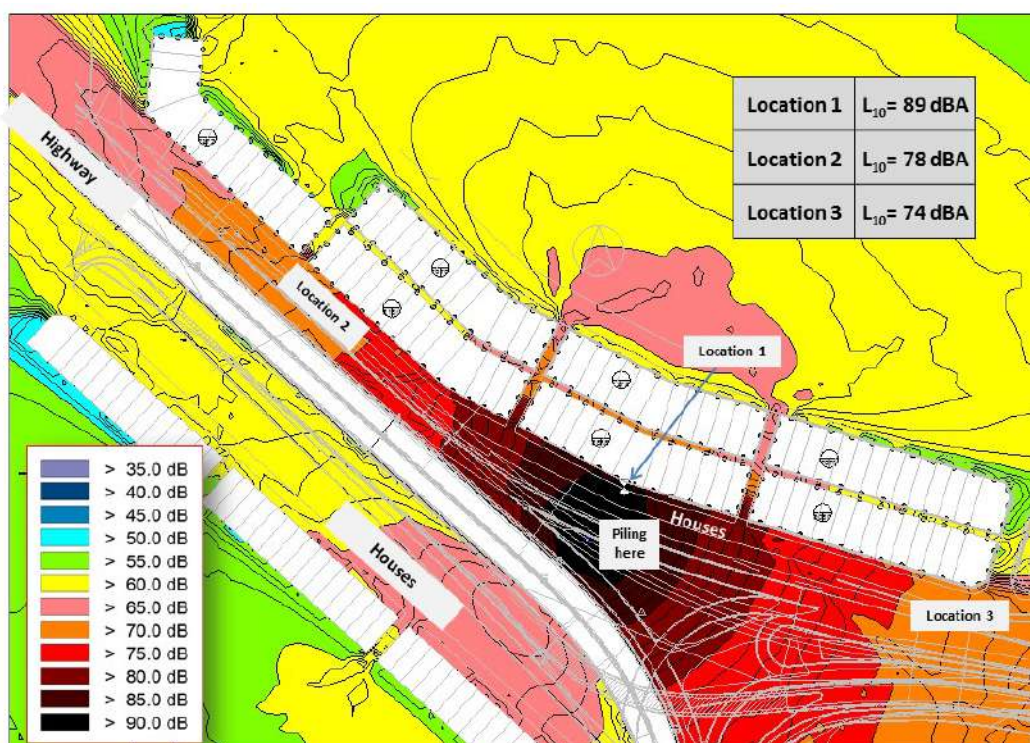 Location 1 L10= 89 dBA
Location 2 L10= 78 dBA
Location 3 L10= 74 dBA
Highway
Location 2
Location 1
Houses
Piling
here
Houses
Location 3
> 35.0 dB
> 40.0 dB
> 45.0 dB
> 50.0 dB
> 55.0 dB
> 60.0 dB
> 65.0 dB
> 70.0 dB
> 75.0 dB
> 80.0 dB
> 85.0 dB
> 90.0 dB